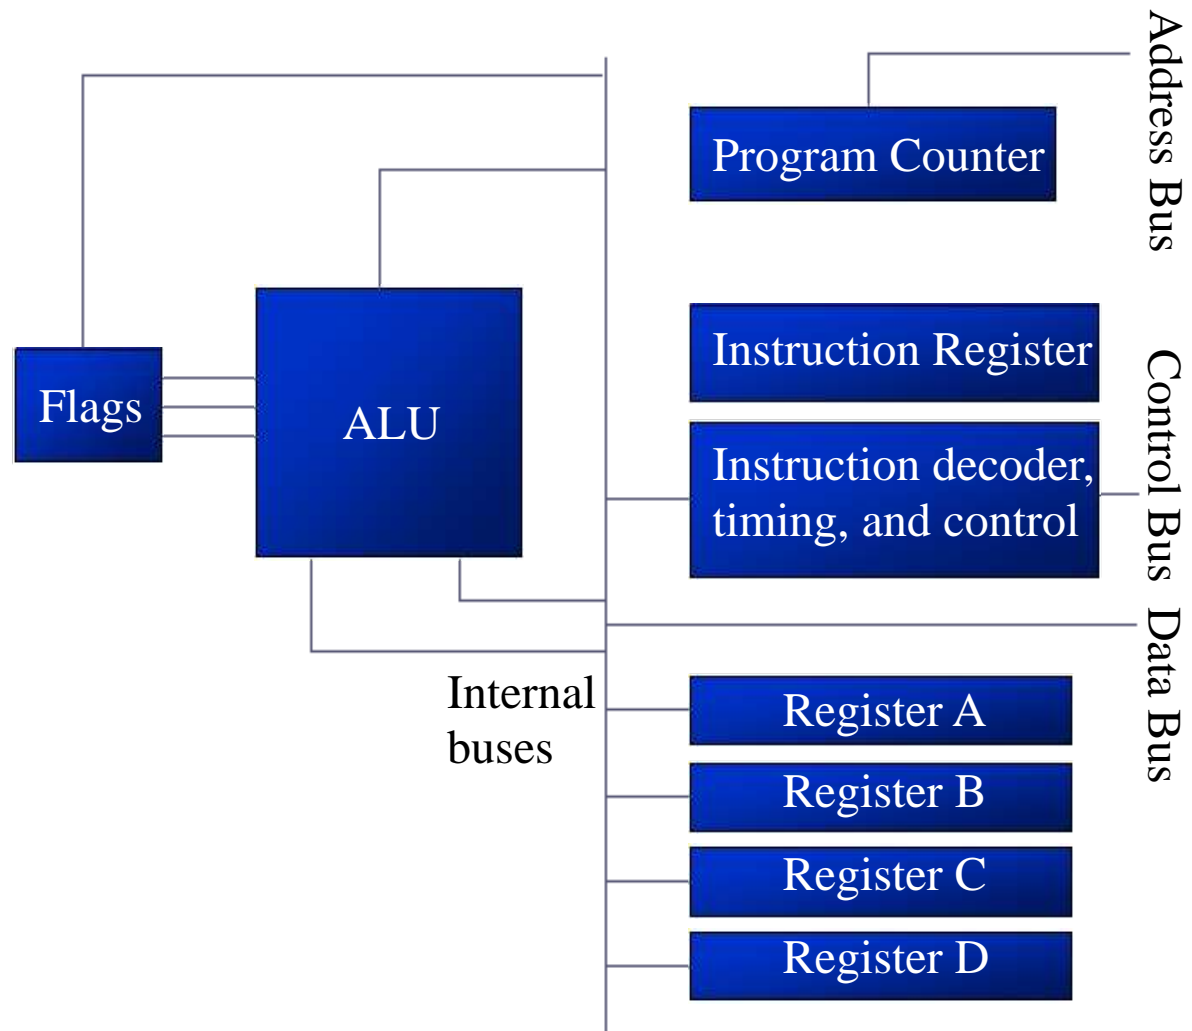 Address Bus
Program Counter
Instruction Register
Flags
ALU
Control Bus
Instruction decoder,
timing, and control
Data Bus
Internal
buses
Register A
Register B
Register C
Register D